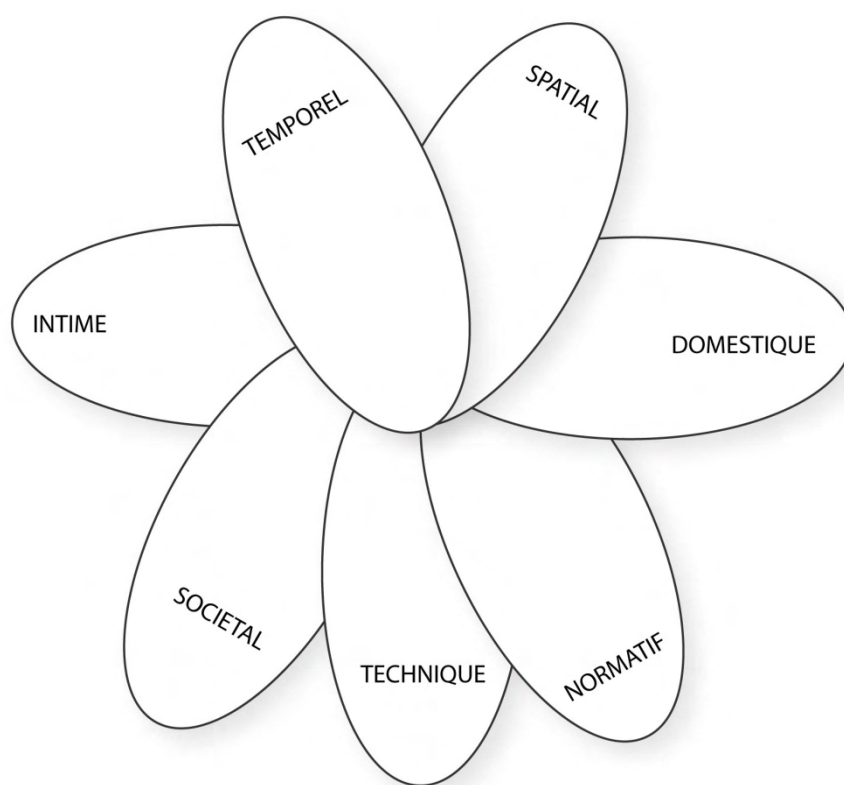 TEMPOREL
SPATIAL
INTIME
DOMESTIQUE
SOCIETAL
TECHNIQUE
NORMATIF